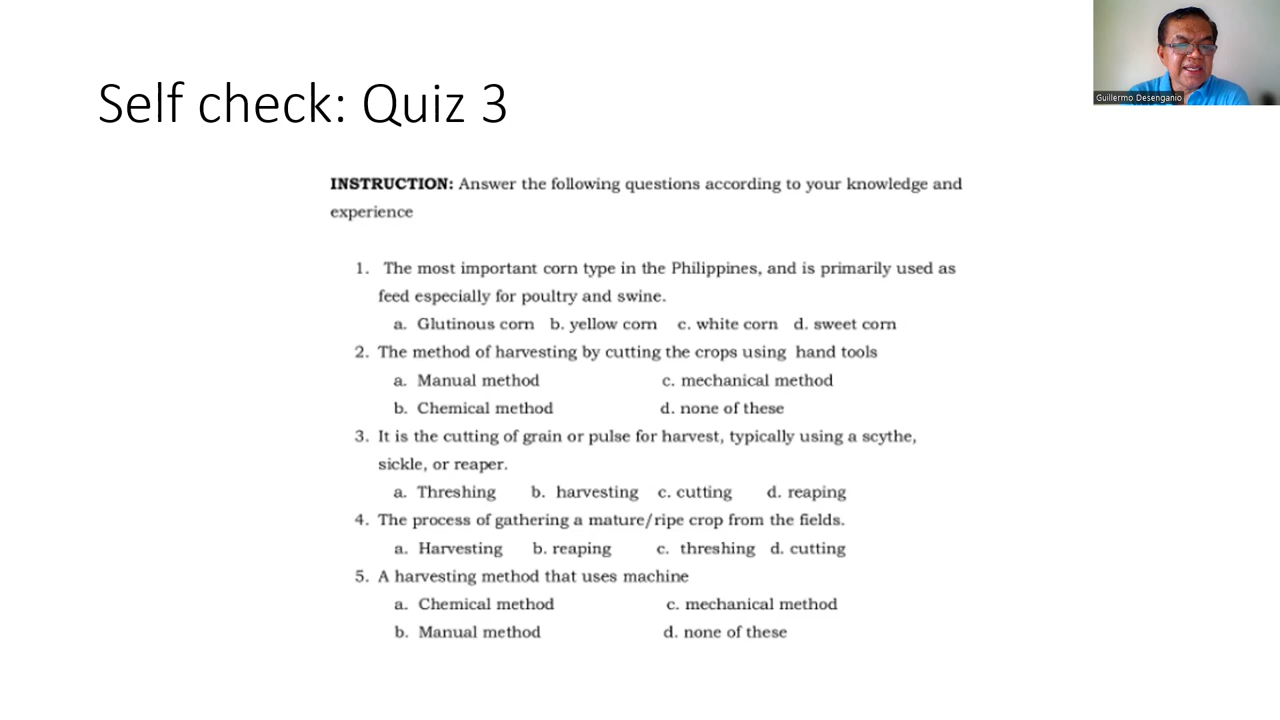 Self check: Quiz 3
Guillermo Desenganio
INSTRUCTION: Answer the following questions according to your knowledge and
experience
1. The most important corn type in the Philippines, and is primarily used as
feed especially for poultry and swine.
a. Glutinous corn b. yellow corn c. white corn d. sweet corn
2. The method of harvesting by cutting the crops using hand tools
a. Manual method c. mechanical method
b. Chemical method d. none of these
3. It is the cutting of grain or pulse for harvest, typically using a scythe,
sickle, or reaper.
a. Threshing b. harvesting c. cutting d. reaping
4. The process of gathering a mature/ripe crop from the fields.
a. Harvesting b. reaping c. threshing d. cutting
5. A harvesting method that uses machine
a. Chemical method c. mechanical method
b. Manual method d. none of these